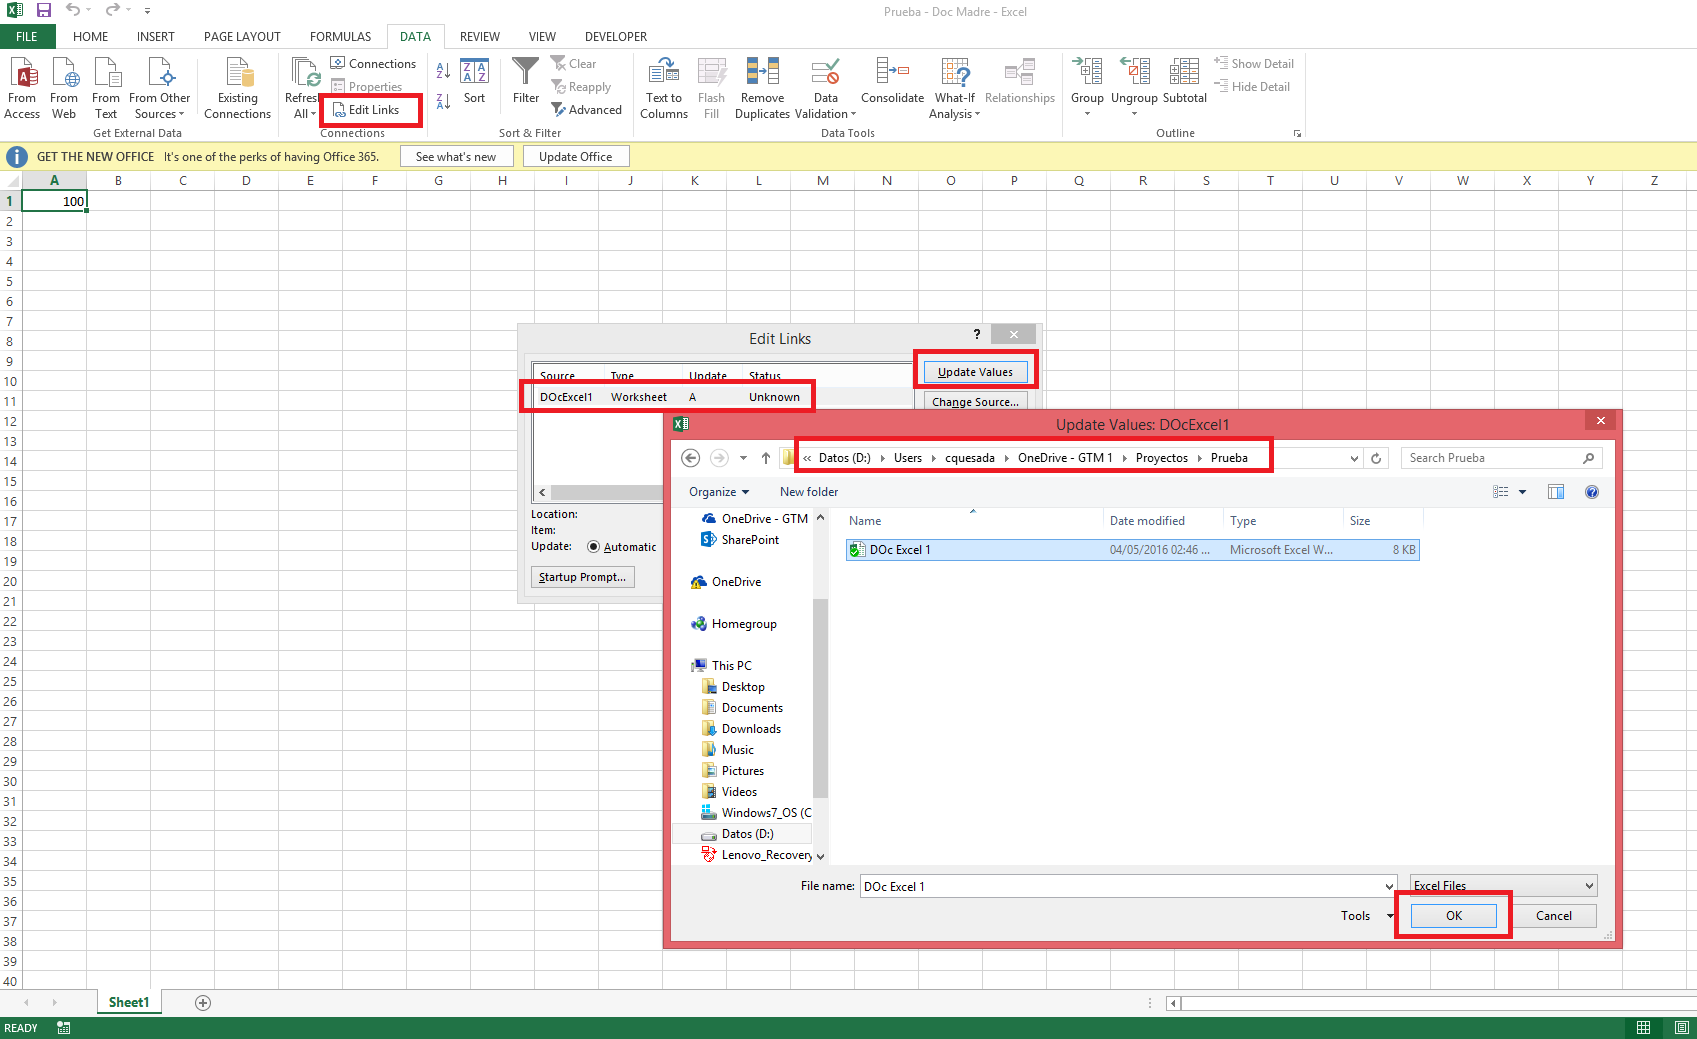 Prueba - Doc Madre - Excel
FILE HOME INSERT PAGE LAYOUT FORMULAS DATA REVIEW VIEW DEVELOPER
From Access
From Web
From Text
From Other Sources
Existing Connections
Get External Data
Refresh All
Connections
Properties
Edit Links
Connections
Sort
Filter
Clear
Reapply
Advanced
Sort & Filter
Text to Columns
Flash Fill
Remove Duplicates
Data Validation
Consolidate
What-If Analysis
Relationships
Data Tools
Group
Ungroup
Subtotal
Show Detail
Hide Detail
Outline
GET THE NEW OFFICE It's one of the perks of having Office 365. See what's new Update Office
A B C D E F G H I J K L M N O P Q R S T U V W X Y Z
1 100
2
3
4
5
6
7
8
9
10
11
12
13
14
15
16
17
18
19
20
21
22
23
24
25
26
27
28
29
30
31
32
33
34
35
36
37
38
39
40
Edit Links ?
Source Type Update Status
DOcExcel1 Worksheet A Unknown
Update Values
Change Source...
Location:
Item:
Update: Automatic
Startup Prompt...
Update Values: DOcExcel1
« Datos (D:) Users cquesada OneDrive - GTM 1 Proyectos Prueba
Search Prueba
Organize New folder
OneDrive - GTM
SharePoint
OneDrive
Homegroup
This PC
Desktop
Documents
Downloads
Music
Pictures
Videos
Windows7_OS (C
Datos (D:)
Lenovo_Recovery
Name Date modified Type Size
DOc Excel 1 04/05/2016 02:46 ... Microsoft Excel W... 8 KB
File name: DOc Excel 1 Excel Files
Tools OK Cancel
Sheet1
READY